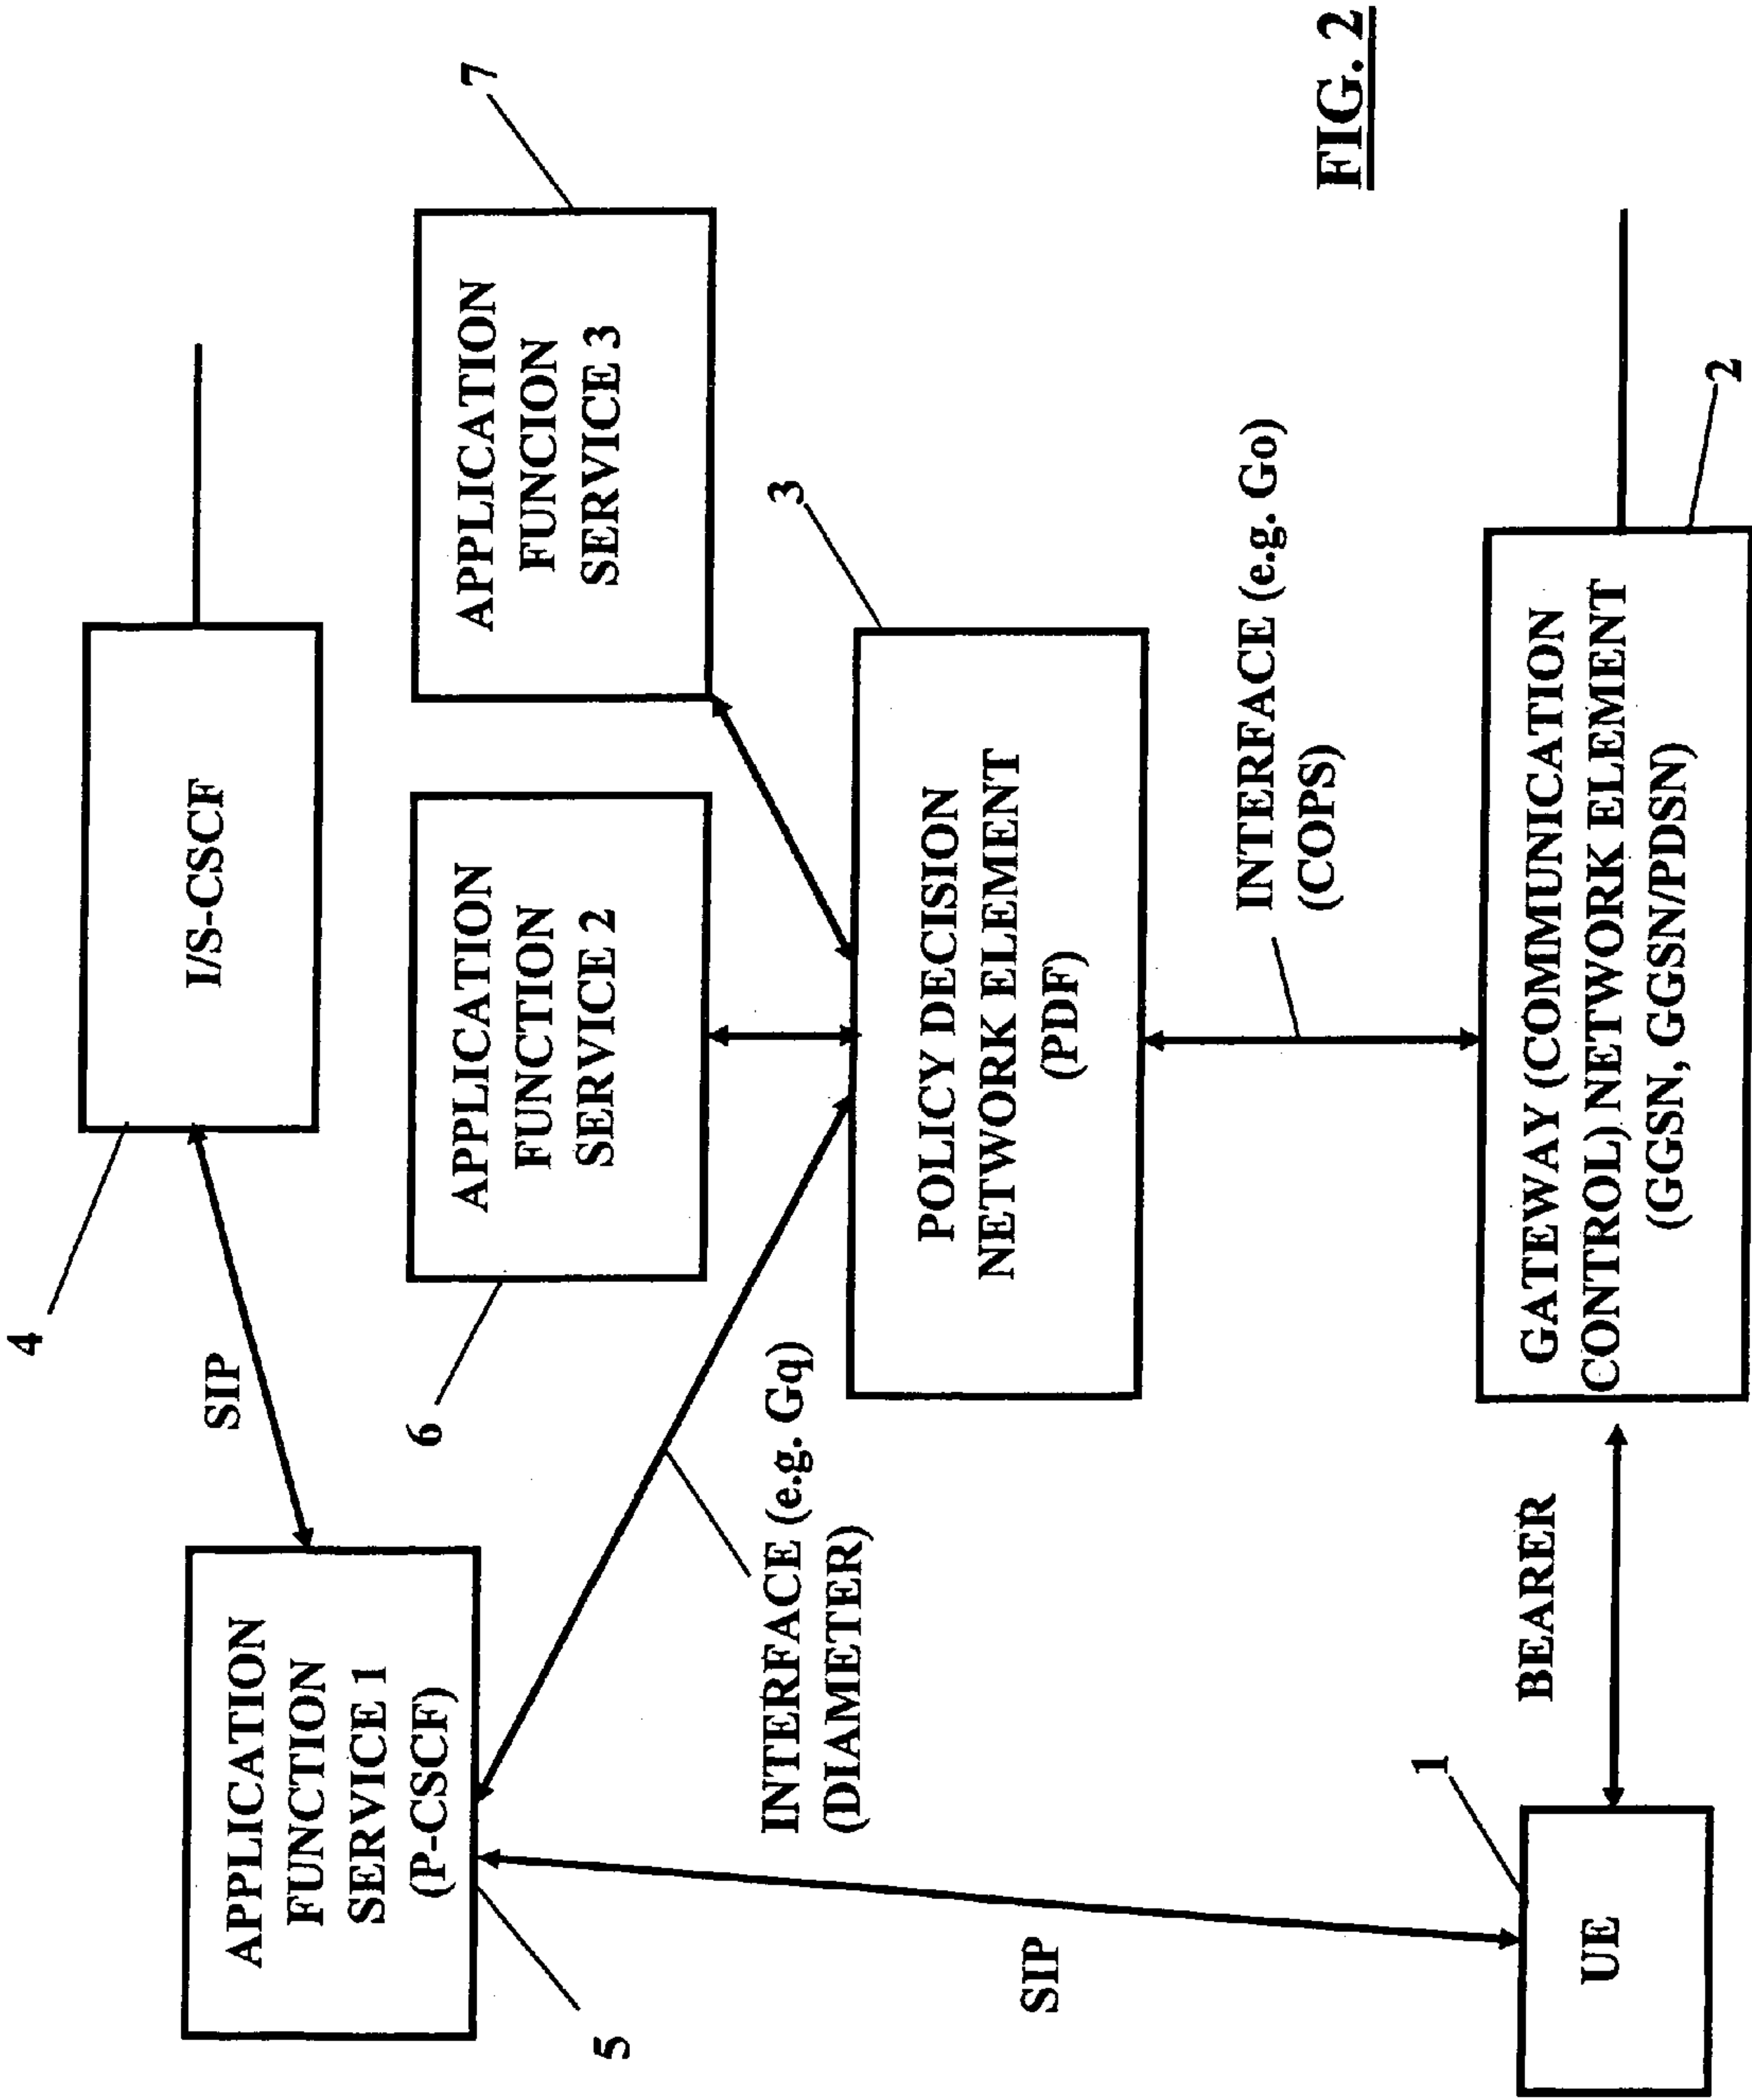 4
I/S-CSCF
SIP
APPLICATION
FUNCTION
SERVICE 1
(P-CSCF)
5
APPLICATION
FUNCTION
SERVICE 2
6
APPLICATION
FUNCION
SERVICE 3
7
INTERFACE (e.g. Gq)
(DIAMETER)
3
POLICY DECISION
NETWORK ELEMENT
(PDF)
SIP
INTERFACE (e.g. Go)
(COPS)
1
UE
BEARER
GATEWAY (COMMUNICATION
CONTROL) NETWORK ELEMENT
(GGSN, GGSN/PDSN)
2
FIG. 2